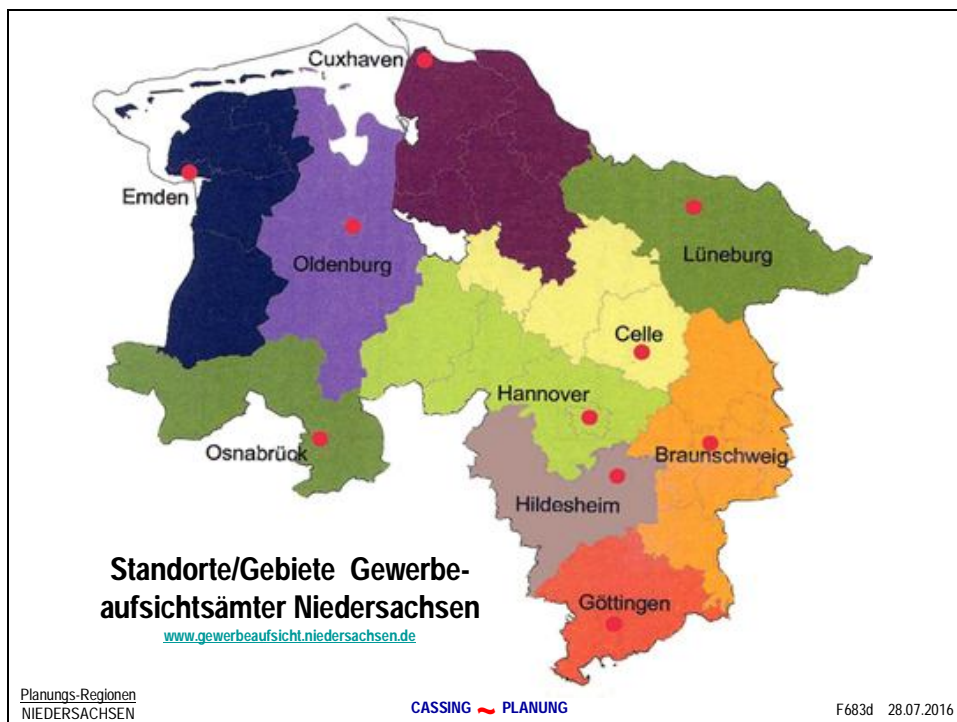 Cuxhaven
Emden
Oldenburg
Lüneburg
Celle
Hannover
Osnabrück
Braunschweig
Hildesheim
Göttingen
Standorte/Gebiete Gewerbe-
aufsichtsämter Niedersachsen
www.gewerbeaufsicht.niedersachsen.de
Planungs-Regionen
NIEDERSACHSEN
CASSING ~ PLANUNG
F683d 28.07.2016